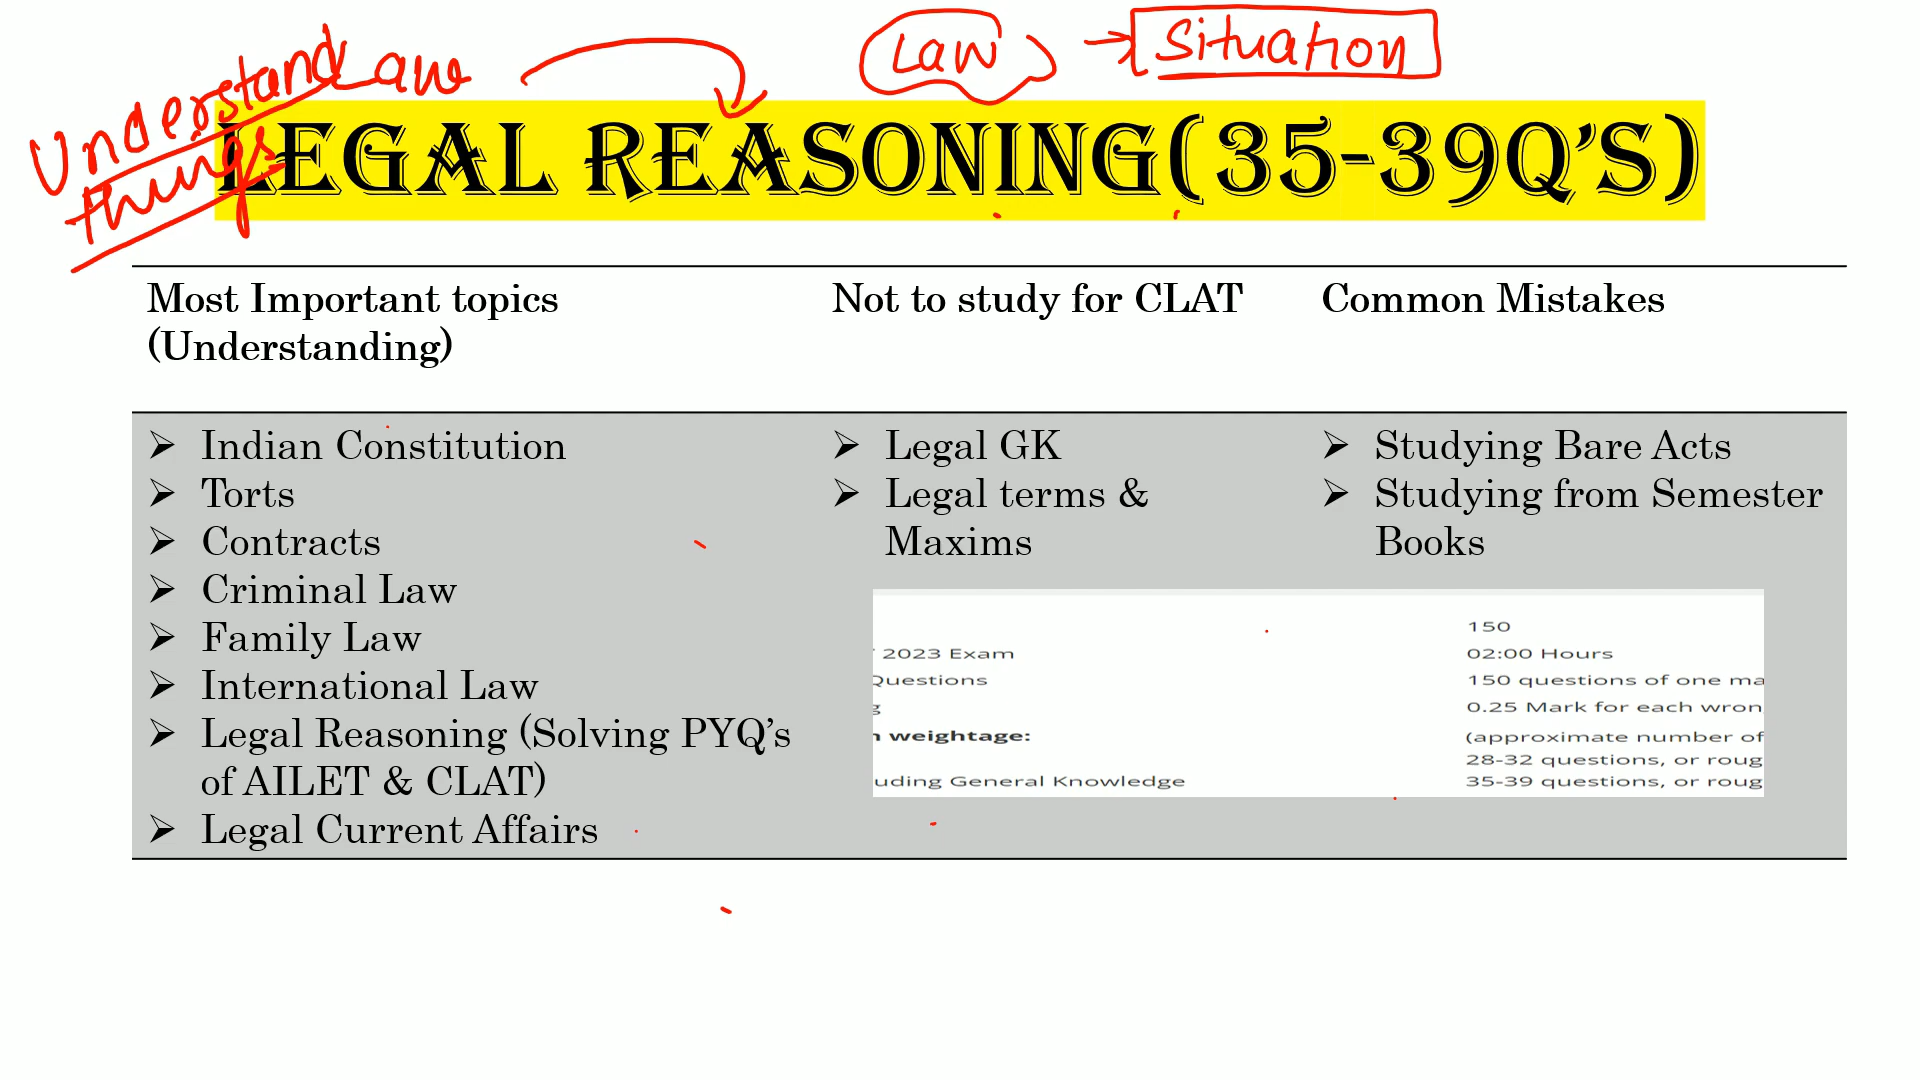 Law → Situation
Law
Understand
things
LEGAL REASONING(35-39Q'S)
Most Important topics
(Understanding)
Not to study for CLAT
Common Mistakes
➢ Indian Constitution
➢ Torts
➢ Contracts
➢ Criminal Law
➢ Family Law
➢ International Law
➢ Legal Reasoning (Solving PYQ's
of AILET & CLAT)
➢ Legal Current Affairs
➢ Legal GK
➢ Legal terms &
Maxims
➢ Studying Bare Acts
➢ Studying from Semester
Books
150
2023 Exam 02:00 Hours
Questions 150 questions of one ma
g 0.25 Mark for each wron
n weightage: (approximate number of
28-32 questions, or roug
uding General Knowledge 35-39 questions, or roug